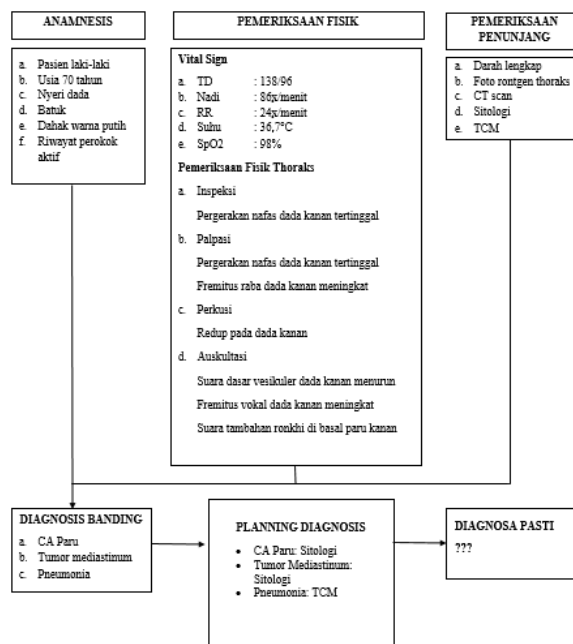 ANAMNESIS
a. Pasien laki-laki
b. Usia 70 tahun
c. Nyeri dada
d. Batuk
e. Dahak warna putih
f. Riwayat perokok
aktif
PEMERIKSAAN FISIK
Vital Sign
a. TD : 138/96
b. Nadi : 86x/menit
c. RR : 24x/menit
d. Suhu : 36,7°C
e. SpO2 : 98%
Pemeriksaan Fisik Thoraks
a. Inspeksi
Pergerakan nafas dada kanan tertinggal
b. Palpasi
Pergerakan nafas dada kanan tertinggal
Fremitus raba dada kanan meningkat
c. Perkusi
Redup pada dada kanan
d. Auskultasi
Suara dasar vesikuler dada kanan menurun
Fremitus vokal dada kanan meningkat
Suara tambahan ronkhi di basal paru kanan
PEMERIKSAAN
PENUNJANG
a. Darah lengkap
b. Foto rontgen thoraks
c. CT scan
d. Sitologi
e. TCM
DIAGNOSIS BANDING
a. CA Paru
b. Tumor mediastinum
c. Pneumonia
PLANNING DIAGNOSIS
• CA Paru: Sitologi
• Tumor Mediastinum:
Sitologi
• Pneumonia: TCM
DIAGNOSA PASTI
???